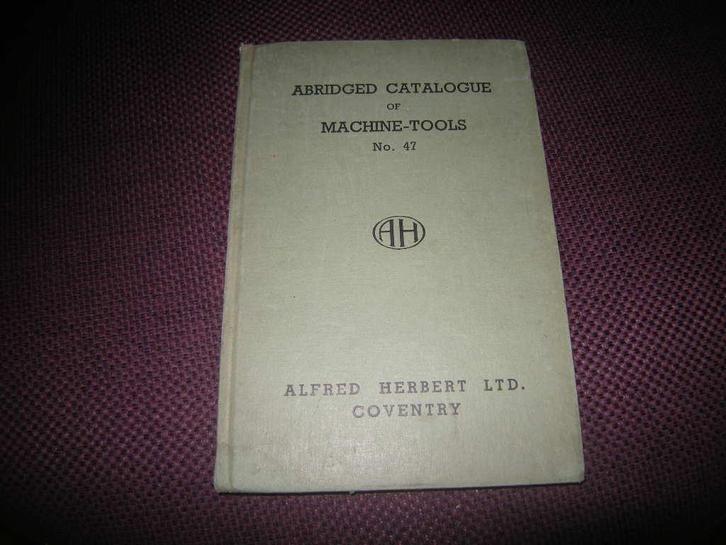 ABRIDGED CATALOGUE
OF
MACHINE-TOOLS
No. 47
AH
ALFRED HERBERT LTD.
COVENTRY